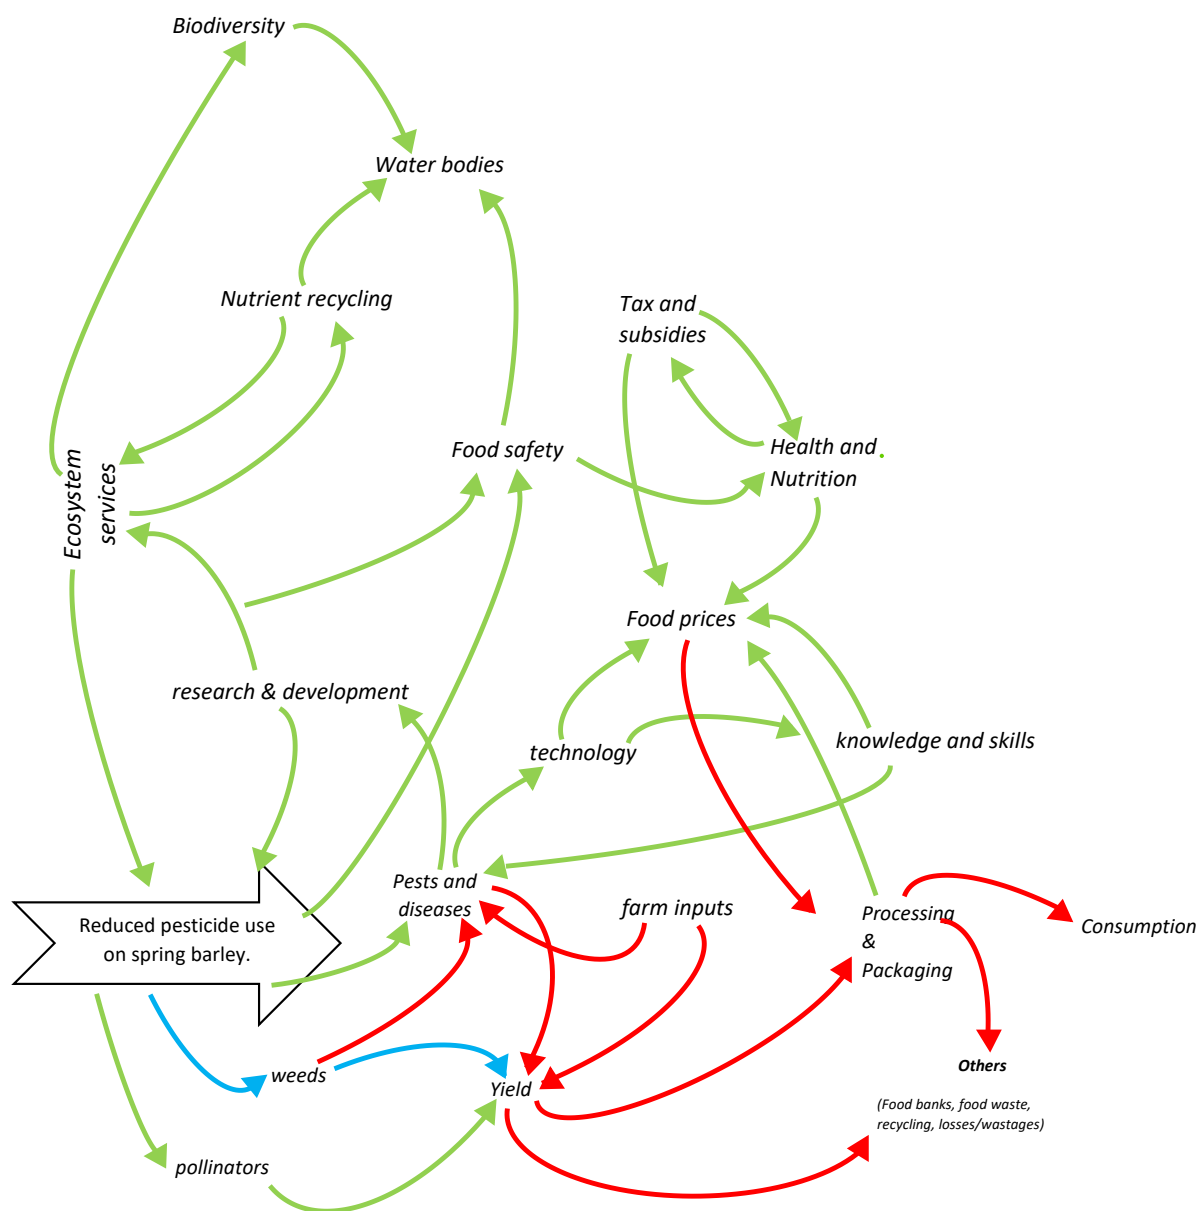 Biodiversity
Water bodies
Nutrient recycling
Tax and
subsidies
Food safety
Health and .
Nutrition
Ecosystem
services
Food prices
research & development
technology
knowledge and skills
Pests and
diseases
farm inputs
Processing
&
Packaging
Consumption
Reduced pesticide use
on spring barley.
weeds
Yield
Others
(Food banks, food waste,
recycling, losses/wastages)
pollinators